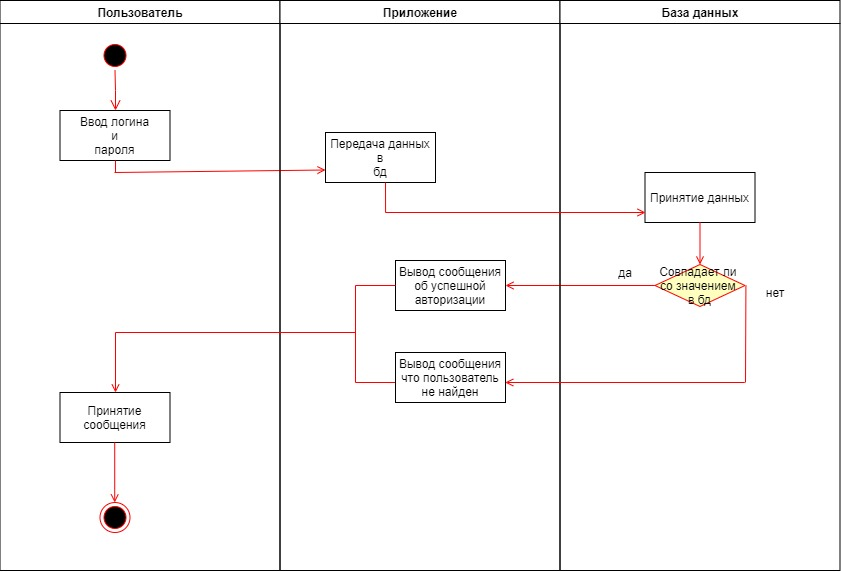 Пользователь
Приложение
База данных
Ввод логина
и
пароля
Передача данных
в
бд
Принятие данных
Совпадает ли
со значением
в бд
да
нет
Вывод сообщения
об успешной
авторизации
Вывод сообщения
что пользователь
не найден
Принятие
сообщения